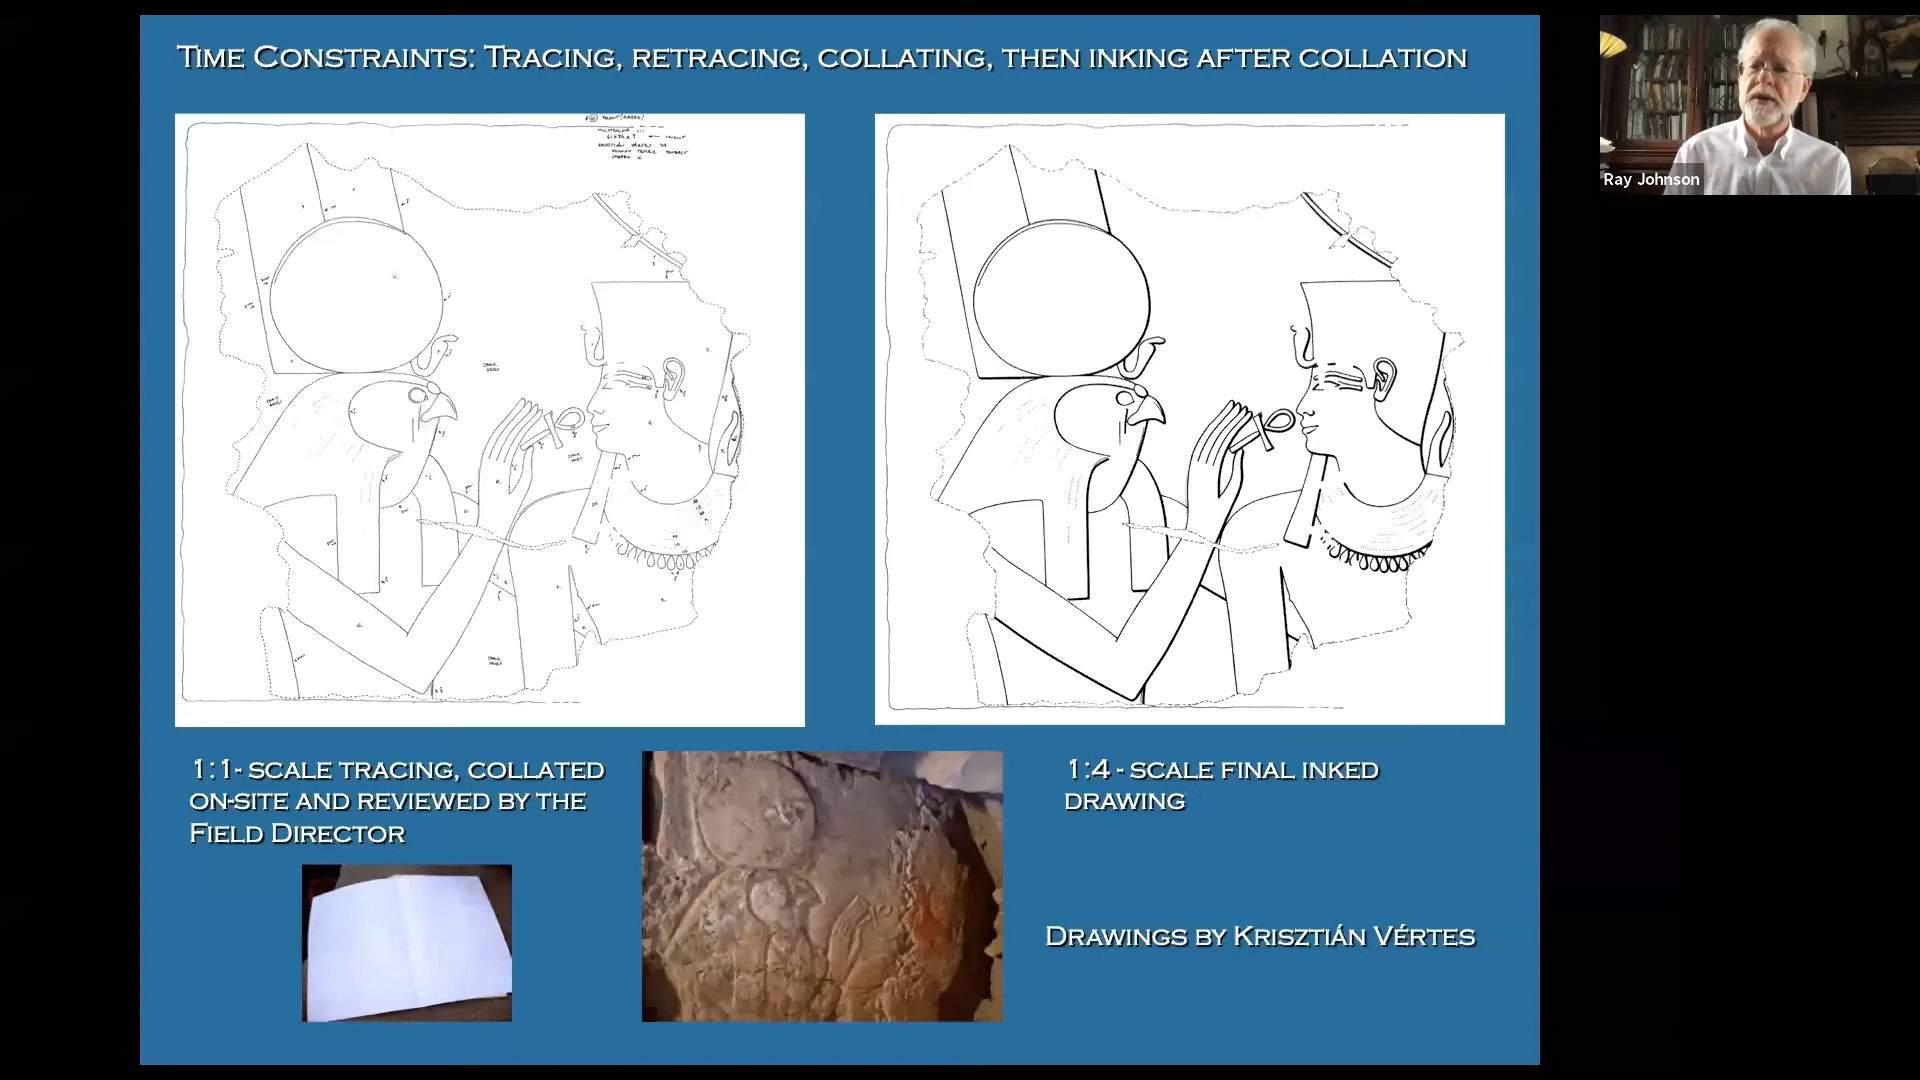 TIME CONSTRAINTS: TRACING, RETRACING, COLLATING, THEN INKING AFTER COLLATION
Ray Johnson
1:1- SCALE TRACING, COLLATED
ON-SITE AND REVIEWED BY THE
FIELD DIRECTOR
1:4 - SCALE FINAL INKED
DRAWING
DRAWINGS BY KRISZTIÁN VÉRTES